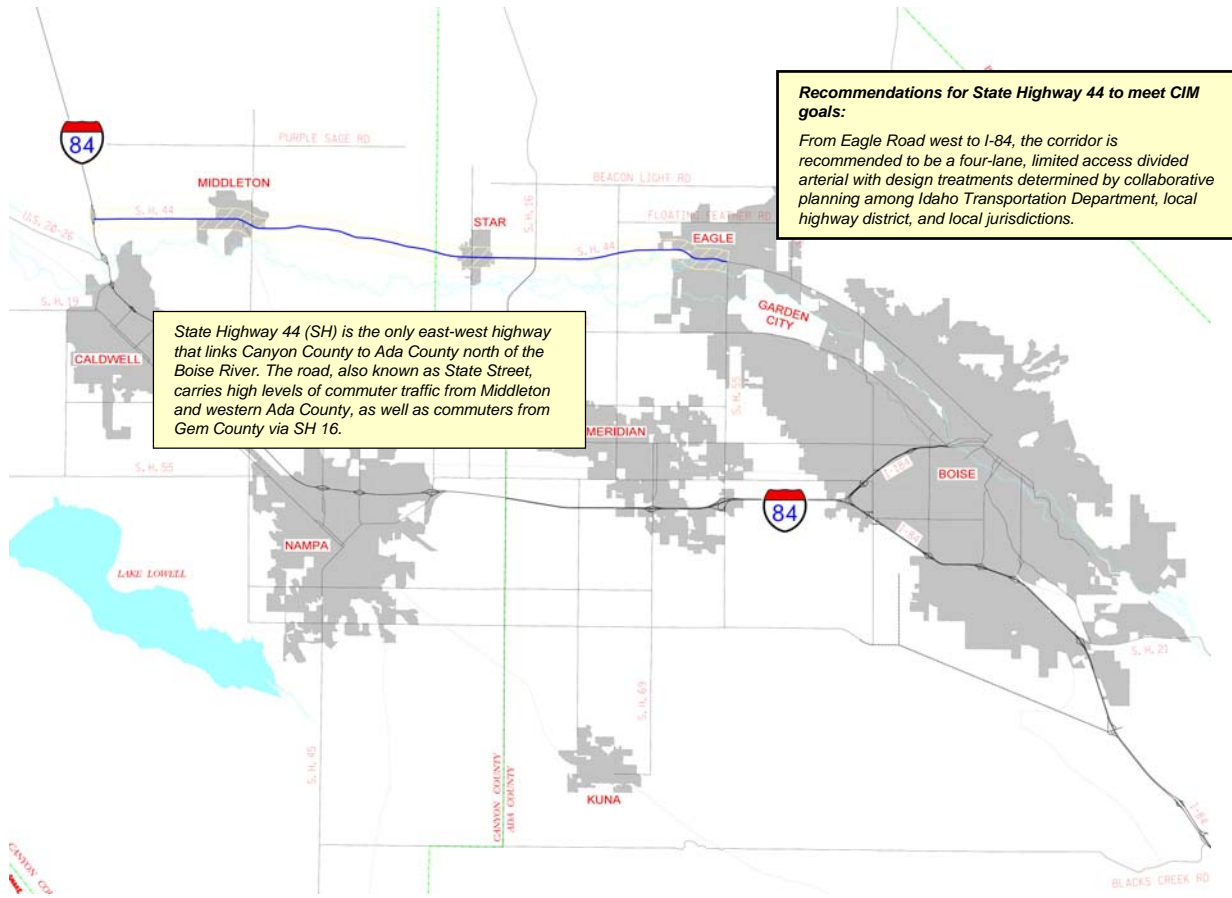 Recommendations for State Highway 44 to meet CIM
goals:
From Eagle Road west to I-84, the corridor is
recommended to be a four-lane, limited access divided
arterial with design treatments determined by collaborative
planning among Idaho Transportation Department, local
highway district, and local jurisdictions.
84
PURPLE SAGE RD
MIDDLETON
S.H. 44
U.S. 20-26
STAR
S.H.16
BEACON LIGHT RD
FLOATING FEATHER RD
EAGLE
S.H. 44
S.H. 19
CALDWELL
GARDEN
CITY
State Highway 44 (SH) is the only east-west highway
that links Canyon County to Ada County north of the
Boise River. The road, also known as State Street,
carries high levels of commuter traffic from Middleton
and western Ada County, as well as commuters from
Gem County via SH 16.
S.H. 55
MERIDIAN
S.H. 55
I-184
BOISE
84
I-84
NAMPA
LAKE LOWELL
S.H. 21
S.H. 69
S.H. 45
KUNA
CANYON COUNTY
ADA COUNTY
I-84
BLACKS CREEK RD
CANYON